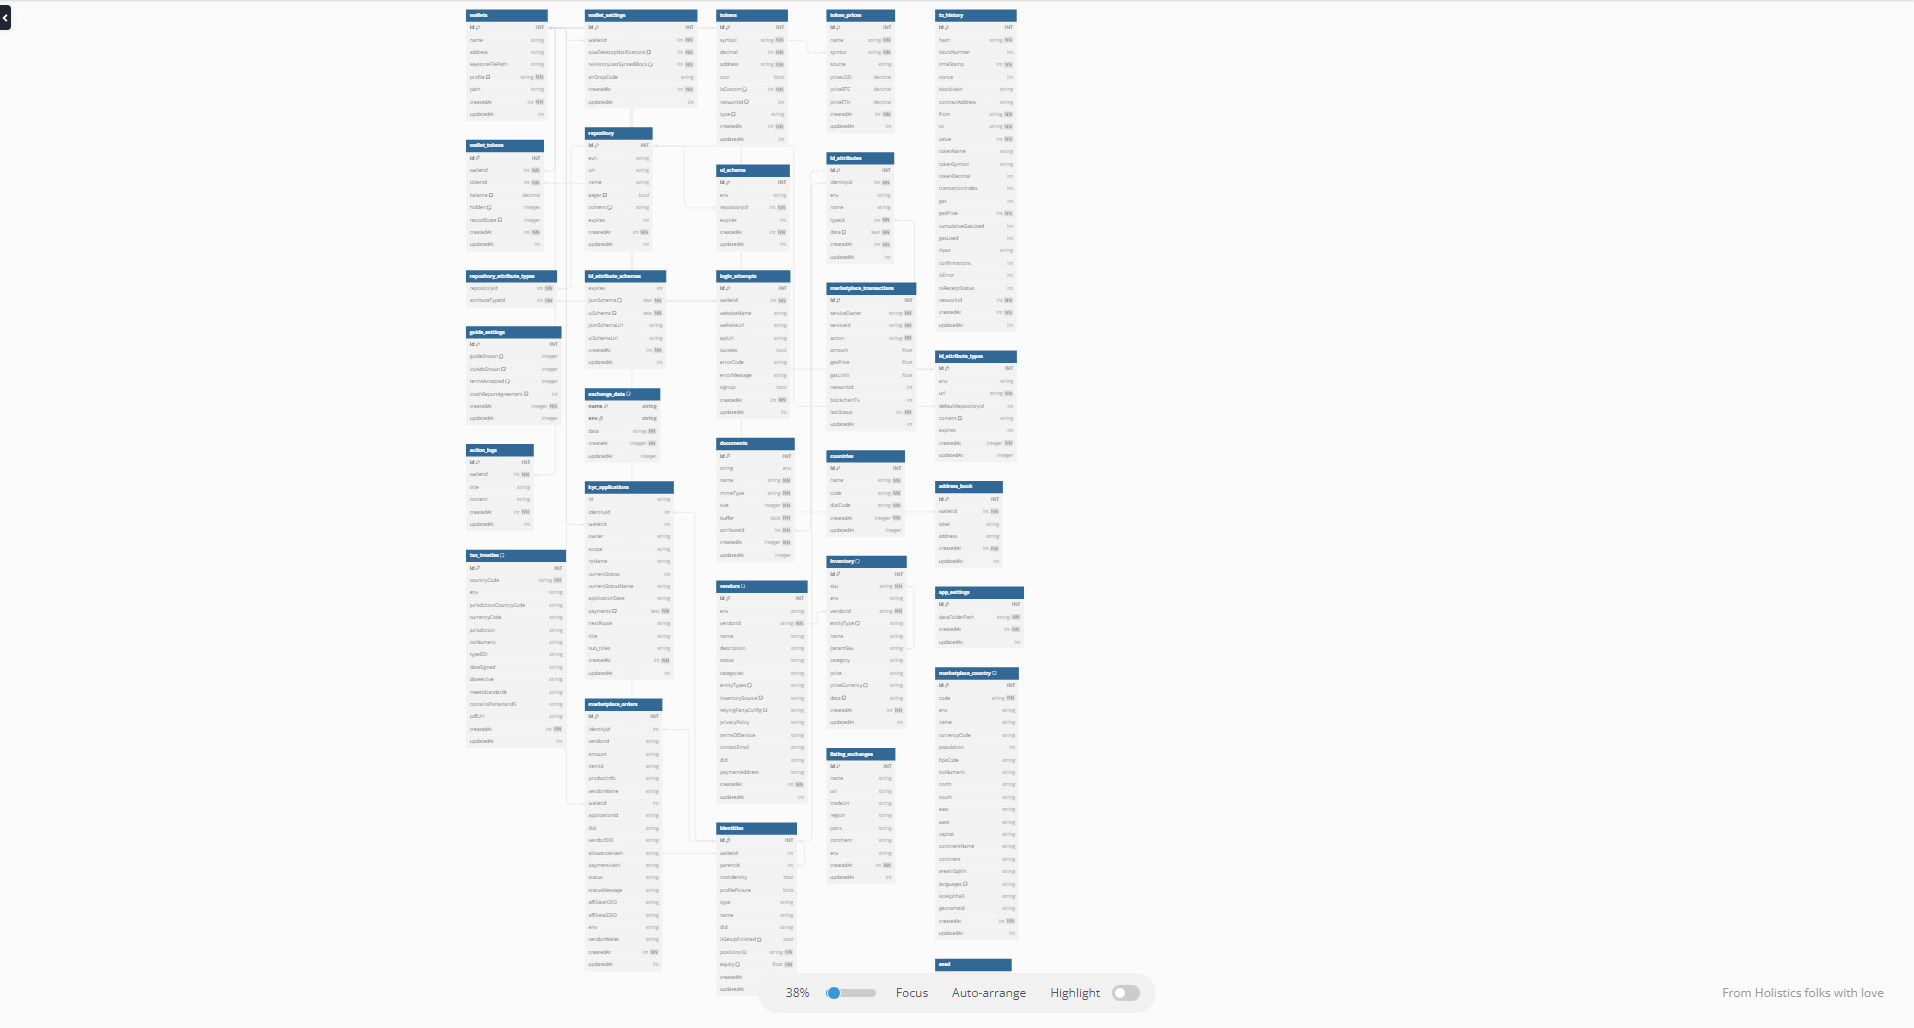 wallets
id INT
name string
address string
keystoreFilePath string
profile string NN
path string
createdAt int NN
updatedAt int
wallet_tokens
id INT
walletId int NN
tokenId int NN
balance decimal
hidden integer
recordState integer
createdAt int NN
updatedAt int
repository_attribute_types
repositoryId int NN
attributeTypeId int NN
guide_settings
id INT
guideShown integer
icoAdsShown integer
termsAccepted integer
crashReportAgreement int
createdAt integer NN
updatedAt integer
action_logs
id INT
walletId int NN
title string
content string
createdAt int NN
updatedAt int
tax_treaties
id INT
countryCode string NN
env string
jurisdictionCountryCode string
currencyCode string
jurisdiction string
isoNumeric string
typeEOI string
dateSigned string
dateActive string
meetsStandards string
containsParas4and5 string
pdfUrl string
createdAt int NN
updatedAt int
wallet_settings
id INT
walletId int NN
sowDesktopNotifications int NN
txHistoryLastSyncedBlock int NN
airDropCode string
createdAt int NN
updatedAt int
repository
id INT
evn string
url string
name string
eager bool
content string
expires int
createdAt int NN
updatedAt int
id_attribute_schemas
expires int
jsonSchema text NN
uiSchema text NN
jsonSchemaUrl string
uiSchemaUrl string
createdAt int NN
updatedAt int
exchange_data
name string
env string
data string NN
createAt integer NN
updatedAt integer
kyc_applications
id string
identityId int
walletId int
owner string
scope string
rpName string
currentStatus int
currentStatusName string
applicationDate string
payments text NN
nextRoute string
title string
sub_titles string
createdAt int NN
updatedAt int
marketplace_orders
id INT
identityId int
vendorId string
amount string
itemId string
productInfo string
vendorName string
walletId int
applicationId string
did string
vendorDID string
allowanceHash string
paymentHash string
status string
statusMessage string
affiliate1DID string
affiliate2DID string
env string
vendorWallet string
createdAt int NN
updatedAt int
tokens
id INT
symbol string NN
decimal int NN
address string NN
icon blob
isCustom int NN
networkId int
type string
createdAt int NN
updatedAt int
ui_schema
id INT
env string
repositoryId int NN
expires int
createdAt int NN
updatedAt int
login_attempts
id INT
walletId int NN
websiteName string
websiteUrl string
apiUrl string
success bool
errorCode string
errorMessage string
signup bool
createdAt int NN
updatedAt int
documents
id INT
string env
name string NN
mimeType string NN
size integer NN
buffer blob NN
attributeId int NN
createdAt integer NN
updatedAt integer
vendors
id INT
env string
vendorId string NN
name string
description string
status string
categories string
entityTypes string
inventorySource string
relyingPartyConfig string
privacyPolicy string
termsOfService string
contactEmail string
did string
paymentAddress string
createdAt int NN
updatedAt int
identities
id INT
walletId int
parentId int
rootIdentity bool
profilePicture blob
type string
name string
did string
isSetupFinished bool
positions string NN
equity float NN
createdAt
updatedAt
token_prices
id INT
name string NN
symbol string NN
source string
priceUSD decimal
priceBTC decimal
priceETH decimal
createdAt int NN
updatedAt int
id_attributes
id INT
identityId int NN
env string
name string
typeId int NN
data text NN
createdAt int NN
updatedAt int
marketplace_transactions
id INT
serviceOwner string NN
serviceId string NN
action string NN
amount float
gasPrice float
gasLimit float
networkId int
blockchainTx int
lastStatus int NN
updatedAt int
countries
id INT
name string NN
code string NN
dialCode string NN
createdAt integer NN
updatedAt integer
inventory
id INT
sku string NN
env string
vendorId string NN
entityType string
name string
parentSku string
category string
price string
priceCurrency string
data string
createdAt int NN
updatedAt int
listing_exchanges
id INT
name string
url string
tradeUrl string
region string
pairs string
comment string
env string
createdAt int NN
updatedAt int
tx_history
id INT
hash string NN
blockNumber int
timeStamp int NN
nonce int
blockHash string
contractAddress string
from string NN
to string NN
value int NN
tokenName string
tokenSymbol string
tokenDecimal int
transactionIndex int
gas int
gasPrice int NN
cumulativeGasUsed int
gasUsed int
input string
confirmations int
isError int
txReceiptStatus int
networkId int NN
createdAt int NN
updatedAt int
id_attribute_types
id INT
env string
url string NN
defaultRepositoryId int
content string
expires int
createdAt integer NN
updatedAt integer
address_book
id INT
walletId int NN
label string
address string
createdAt int NN
updatedAt int
app_settings
id INT
dataFolderPath string NN
createdAt int NN
updatedAt int
marketplace_country
id INT
code string NN
env string
name string
currencyCode string
population int
fipsCode string
isoNumeric string
north string
south string
east string
west string
capital string
continentName string
continent string
areaInSqKm string
languages string
isoAlpha3 string
geonameId string
createdAt int NN
updatedAt int
seed
38% Focus Auto-arrange Highlight
From Holistics folks with love